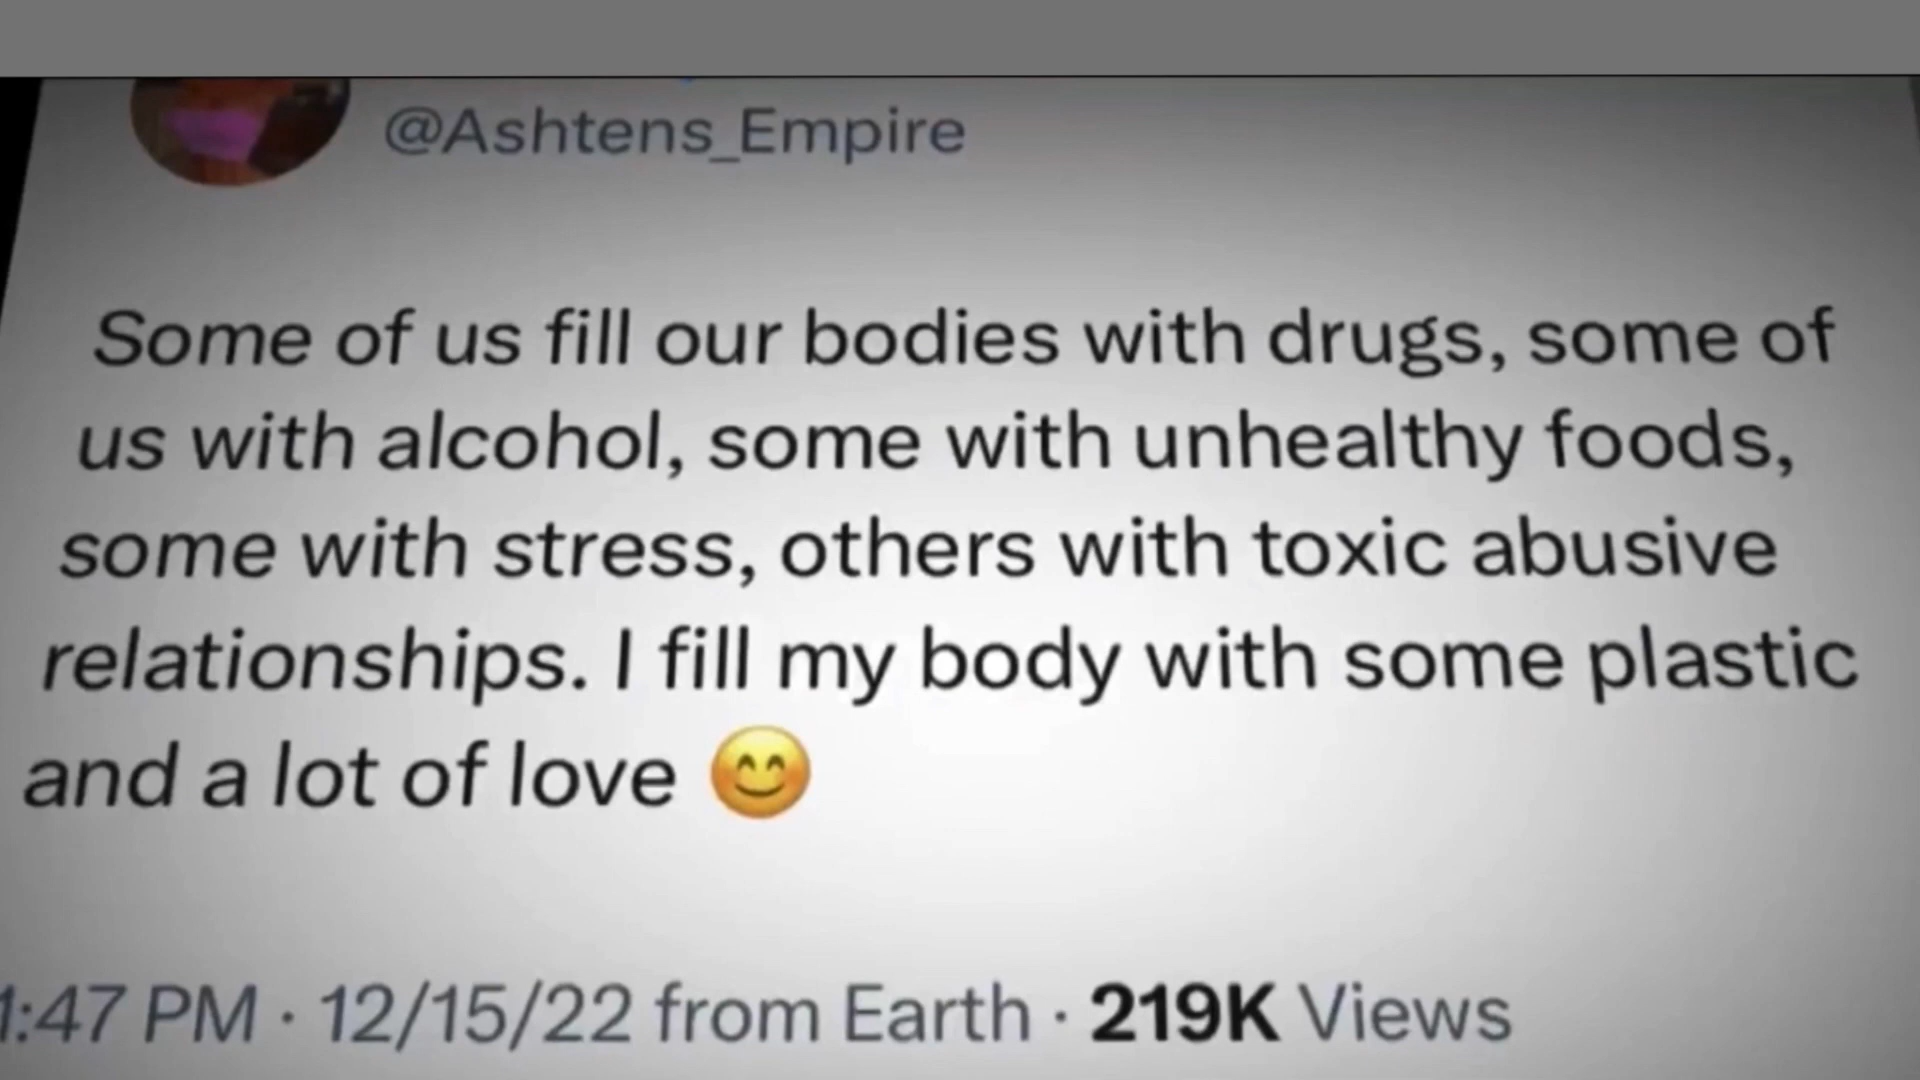 @Ashtens_Empire
Some of us fill our bodies with drugs, some of
us with alcohol, some with unhealthy foods,
some with stress, others with toxic abusive
relationships. I fill my body with some plastic
and a lot of love 😊
1:47 PM · 12/15/22 from Earth · 219K Views